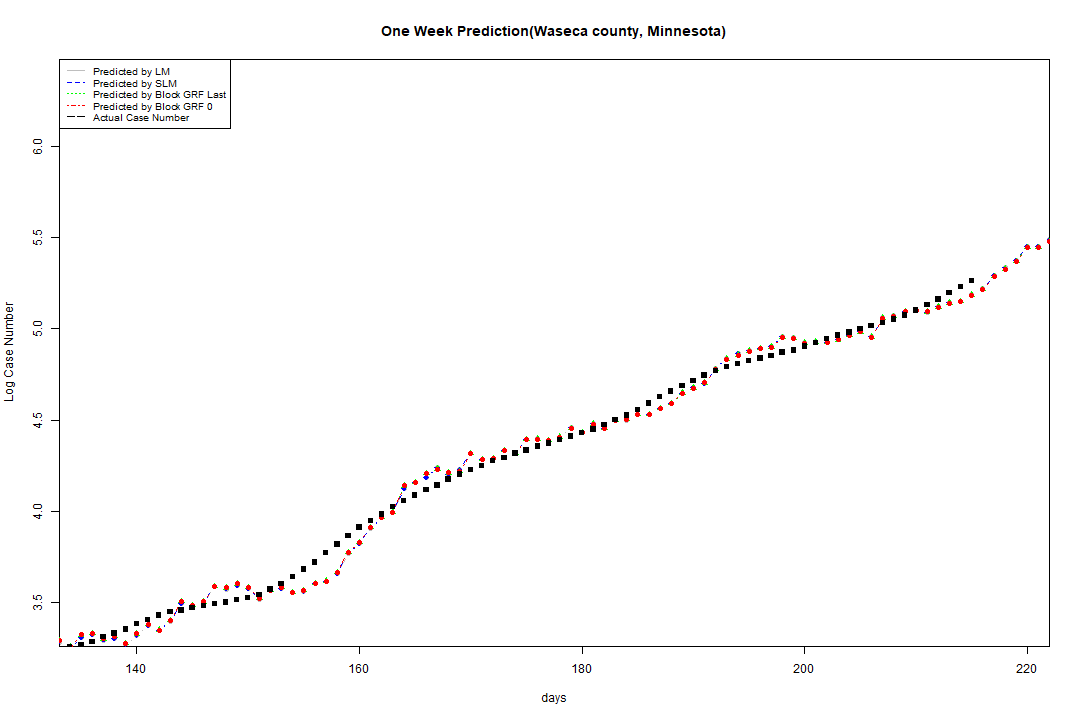 One Week Prediction(Waseca county, Minnesota)
Predicted by LM
Predicted by SLM
Predicted by Block GRF Last
Predicted by Block GRF 0
Actual Case Number
6.0
5.5
5.0
4.5
4.0
3.5
Log Case Number
140 160 180 200 220
days